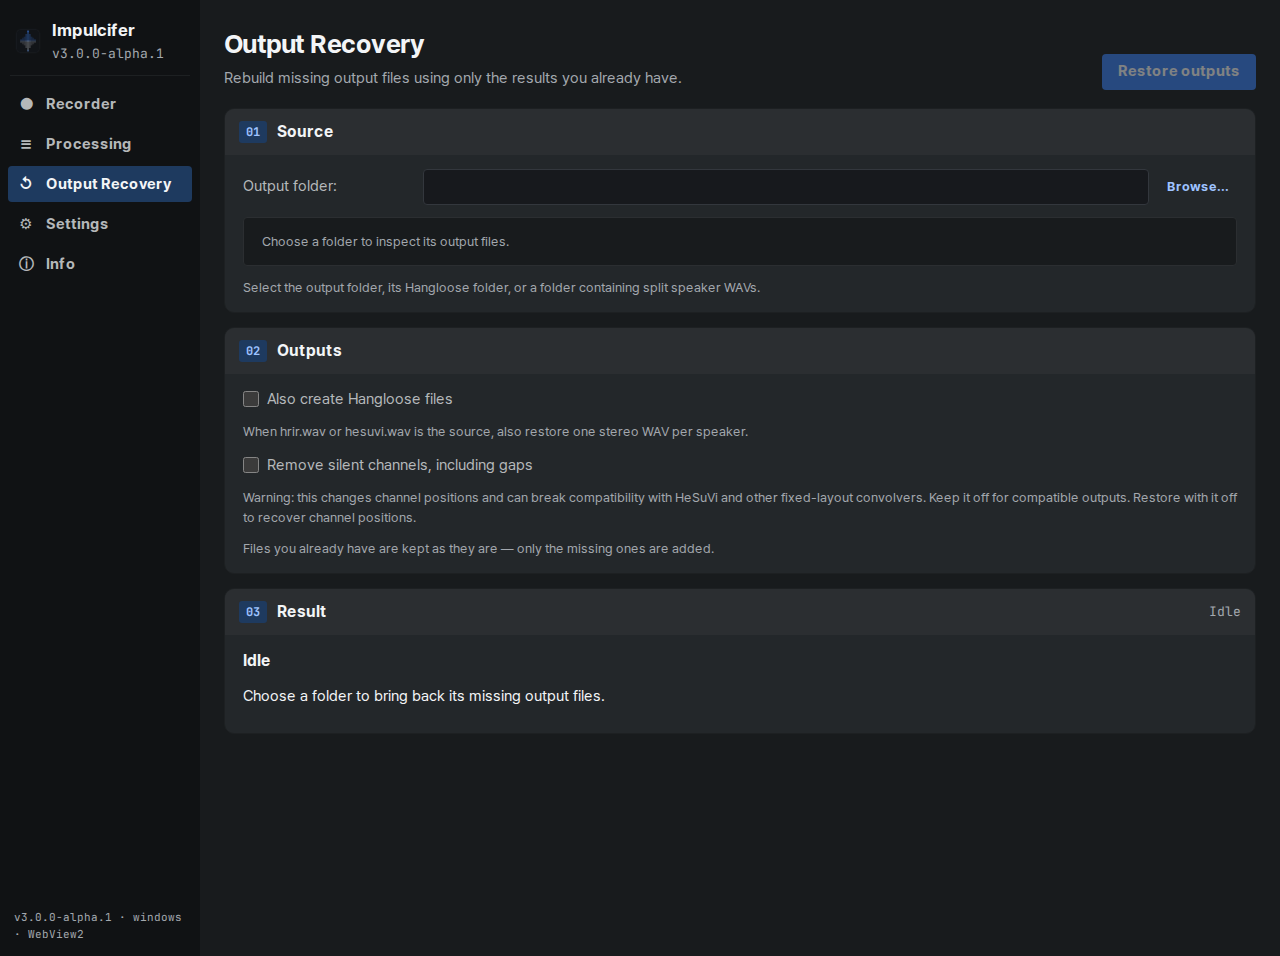 Impulcifer
v3.0.0-alpha.1
Recorder
Processing
Output Recovery
Settings
Info
v3.0.0-alpha.1 · windows
· WebView2
Output Recovery
Rebuild missing output files using only the results you already have.
Restore outputs
01 Source
Output folder:
Browse...
Choose a folder to inspect its output files.
Select the output folder, its Hangloose folder, or a folder containing split speaker WAVs.
02 Outputs
Also create Hangloose files
When hrir.wav or hesuvi.wav is the source, also restore one stereo WAV per speaker.
Remove silent channels, including gaps
Warning: this changes channel positions and can break compatibility with HeSuVi and other fixed-layout convolvers. Keep it off for compatible outputs. Restore with it off
to recover channel positions.
Files you already have are kept as they are — only the missing ones are added.
03 Result
Idle
Idle
Choose a folder to bring back its missing output files.